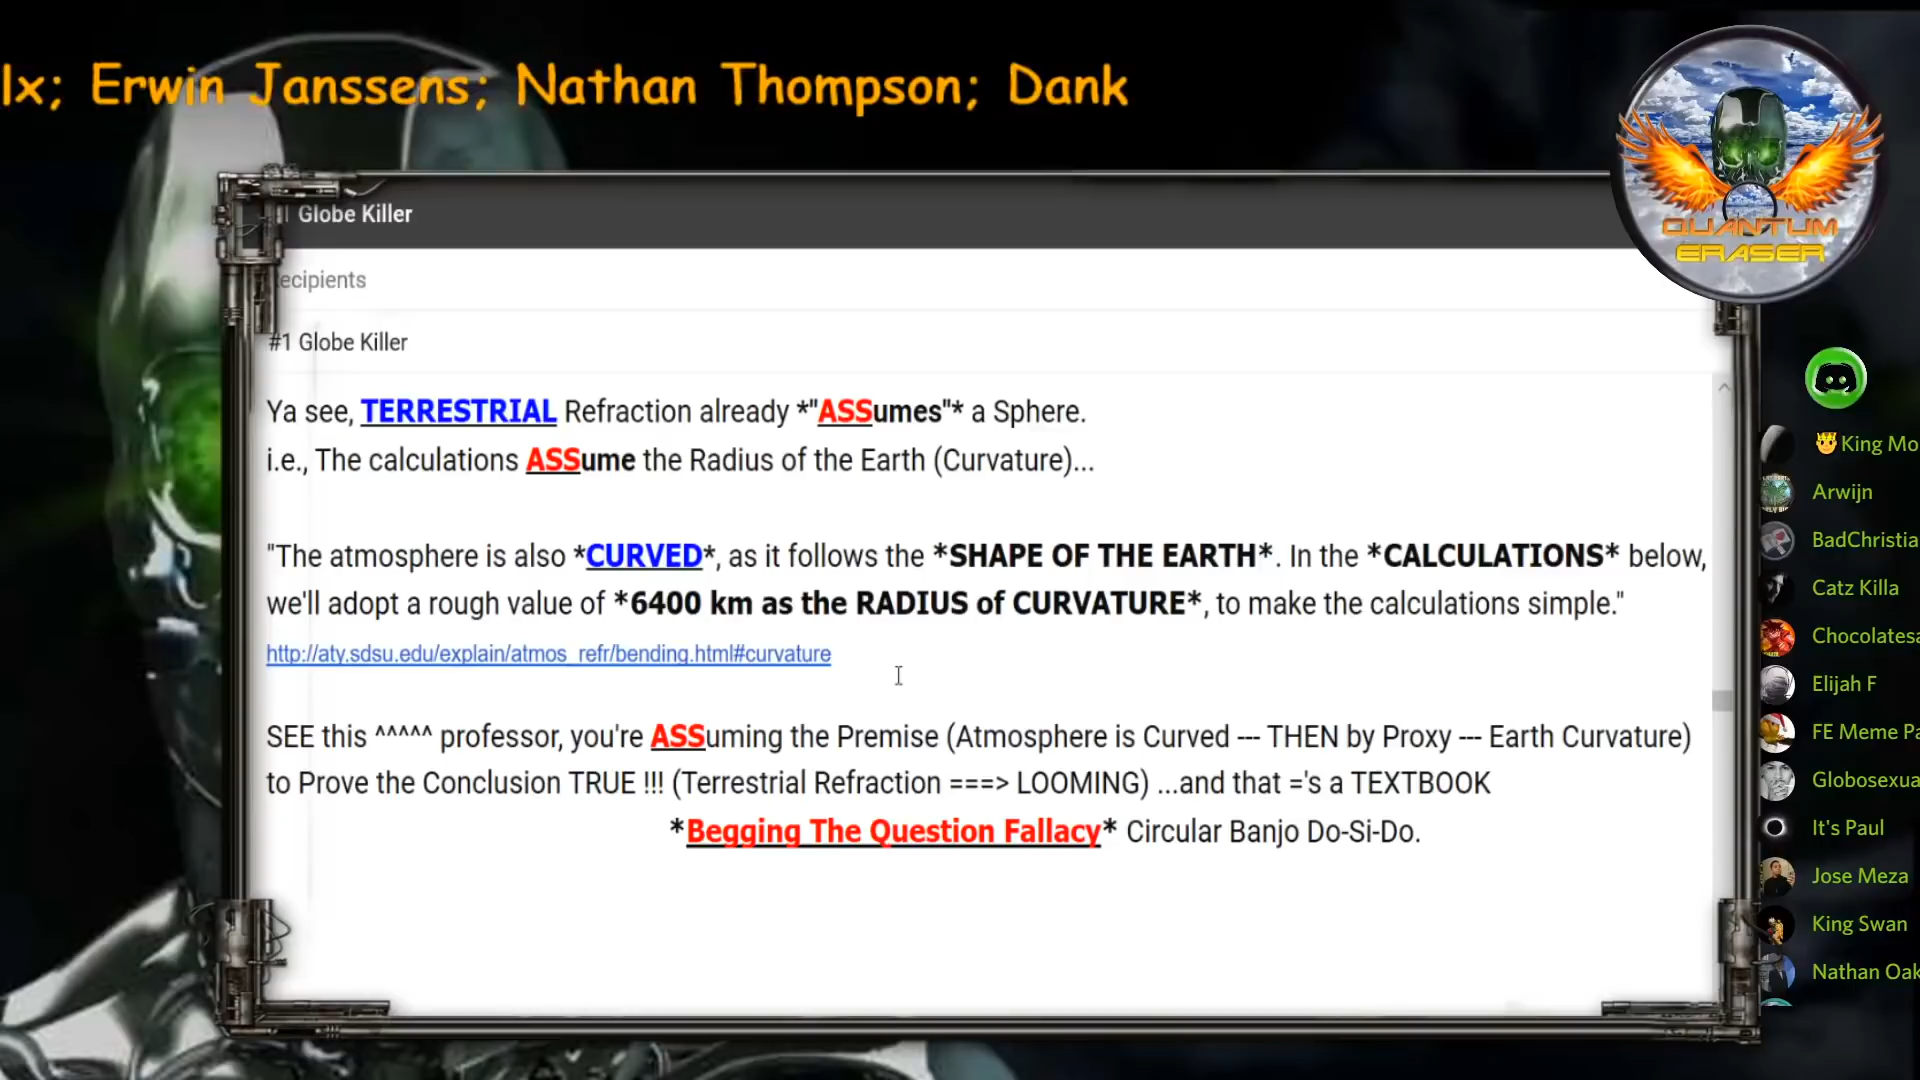 lx; Erwin Janssens; Nathan Thompson; Dank
QUANTUM
ERASER
1 Globe Killer
ecipients
#1 Globe Killer
Ya see, TERRESTRIAL Refraction already *"ASSumes"* a Sphere.
i.e., The calculations ASSume the Radius of the Earth (Curvature)...
"The atmosphere is also *CURVED*, as it follows the *SHAPE OF THE EARTH*. In the *CALCULATIONS* below,
we'll adopt a rough value of *6400 km as the RADIUS of CURVATURE*, to make the calculations simple."
http://aty.sdsu.edu/explain/atmos_refr/bending.html#curvature
SEE this ^^^^^ professor, you're ASSuming the Premise (Atmosphere is Curved --- THEN by Proxy --- Earth Curvature)
to Prove the Conclusion TRUE !!! (Terrestrial Refraction ===> LOOMING) ...and that ='s a TEXTBOOK
*Begging The Question Fallacy* Circular Banjo Do-Si-Do.
King Mo
Arwijn
BadChristia
Catz Killa
Chocolatesa
Elijah F
FE Meme Pa
Globosexua
It's Paul
Jose Meza
King Swan
Nathan Oak